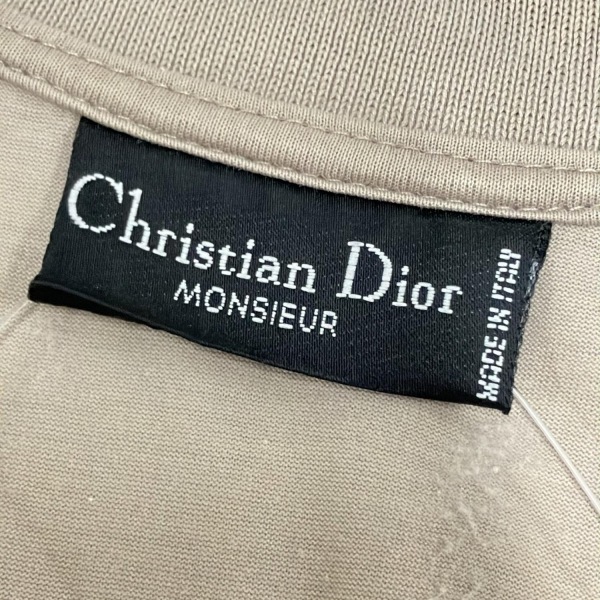 Christian Dior
MONSIEUR
MADE IN ITALY